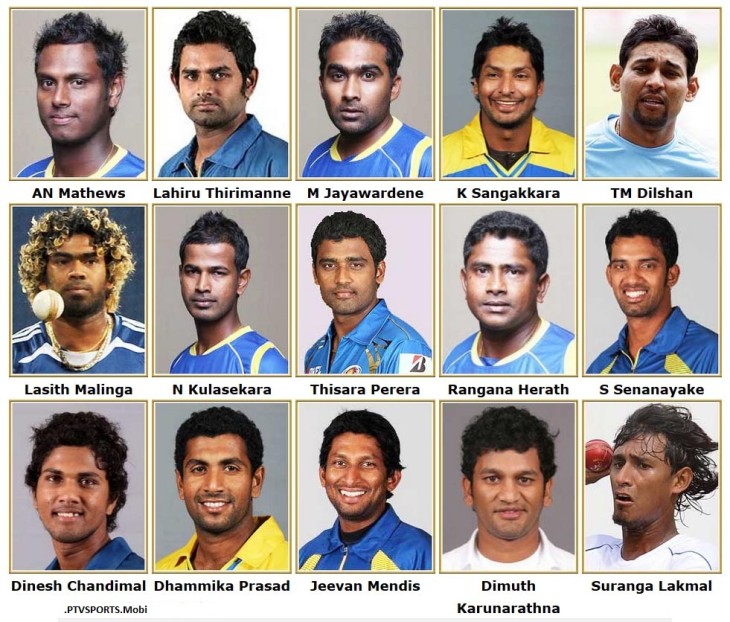 AN Mathews
Lahiru Thirimanne
M Jayawardene
K Sangakkara
TM Dilshan
Lasith Malinga
N Kulasekara
Thisara Perera
Rangana Herath
S Senanayake
Dinesh Chandimal
Dhammika Prasad
Jeevan Mendis
Dimuth
Karunarathna
Suranga Lakmal
.PTVSPORTS.Mobi